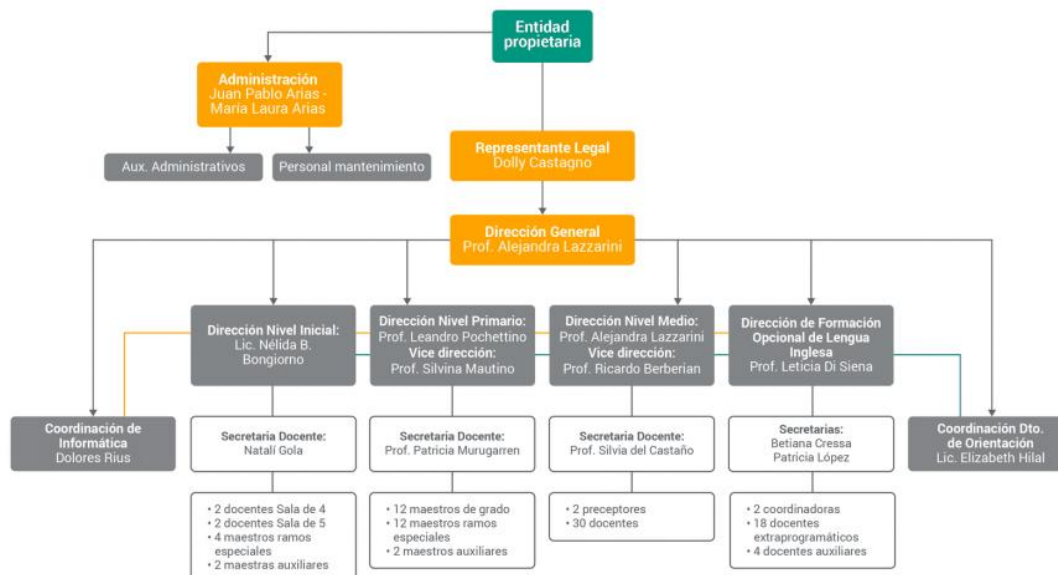 Entidad
propietaria
Administración
Juan Pablo Arias -
María Laura Arias
Aux. Administrativos
Personal mantenimiento
Representante Legal
Dolly Castagno
Dirección General
Prof. Alejandra Lazzarini
Dirección Nivel Inicial:
Lic. Nélida B.
Bongiorno
Dirección Nivel Primario:
Prof. Leandro Pochettino
Vice dirección:
Prof. Silvina Mautino
Dirección Nivel Medio:
Prof. Alejandra Lazzarini
Vice dirección:
Prof. Ricardo Berberian
Dirección de Formación
Opcional de Lengua
Inglesa
Prof. Leticia Di Siena
Coordinación de
Informática
Dolores Rius
Secretaria Docente:
Natalí Gola
Secretaria Docente:
Prof. Patricia Murugarren
Secretaria Docente:
Prof. Silvia del Castaño
Secretarias:
Betiana Cressa
Patricia López
Coordinación Dto.
de Orientación
Lic. Elizabeth Hilal
• 2 docentes Sala de 4
• 2 docentes Sala de 5
• 4 maestros ramos
especiales
• 2 maestras auxiliares
• 12 maestros de grado
• 12 maestros ramos
especiales
• 2 maestros auxiliares
• 2 preceptores
• 30 docentes
• 2 coordinadoras
• 18 docentes
extraprogramáticos
• 4 docentes auxiliares